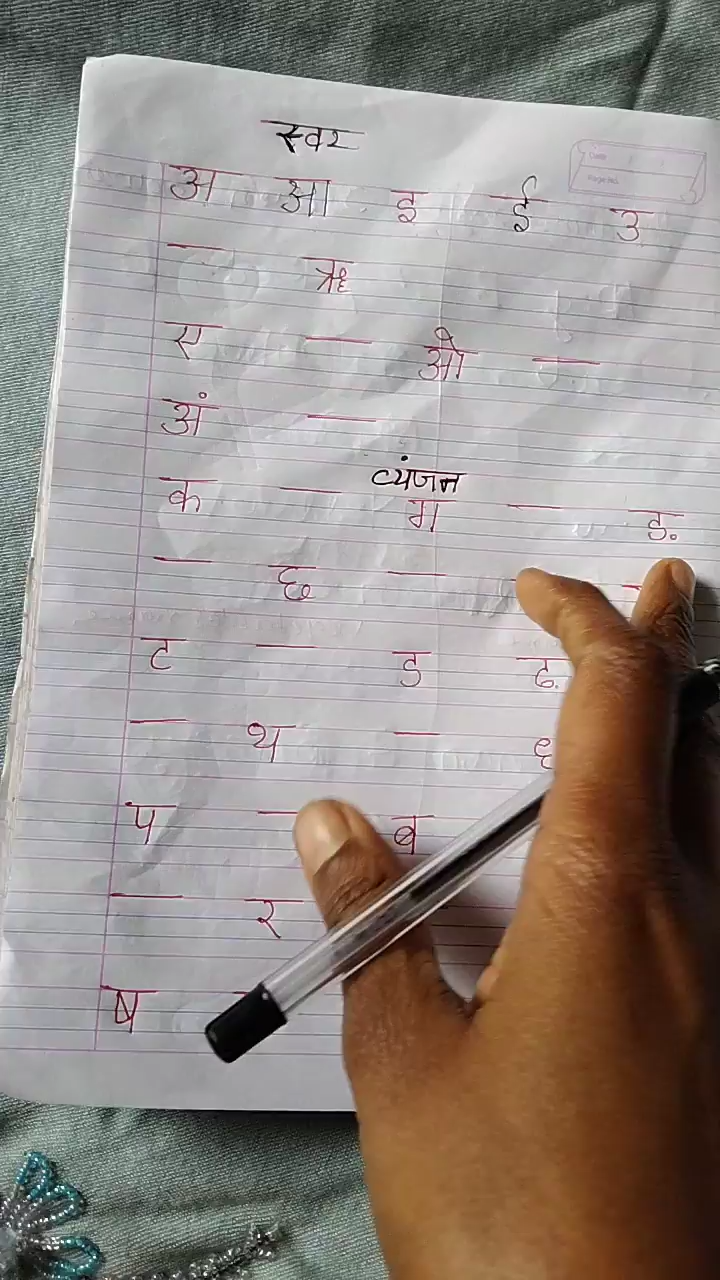 स्वर
अ आ इ ई उ
— ऋ
ए — ओ —
अं —
व्यंजन
क — ग — ङ
— छ —
ट — ड ढ
— थ — ध
प — ब
— र
ष